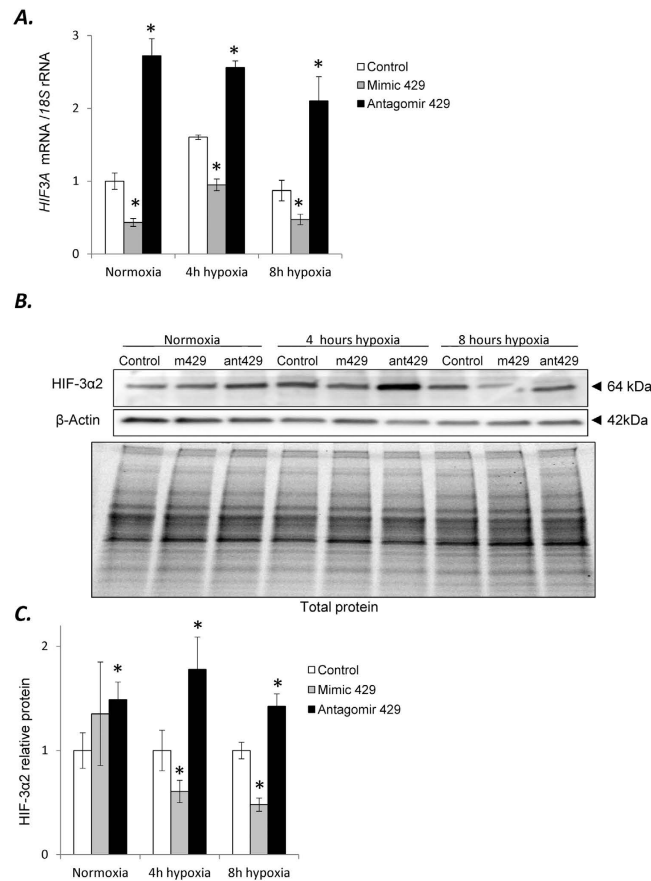 A.
HIF3A mRNA /18S rRNA
3
2
1
0
* * * * * *
Control
Mimic 429
Antagomir 429
Normoxia 4h hypoxia 8h hypoxia
B.
Normoxia 4 hours hypoxia 8 hours hypoxia
Control m429 ant429 Control m429 ant429 Control m429 ant429
HIF-3α2 ◄ 64 kDa
β-Actin ◄ 42kDa
Total protein
C.
HIF-3α2 relative protein
2
1
0
* * * * *
Control
Mimic 429
Antagomir 429
Normoxia 4h hypoxia 8h hypoxia